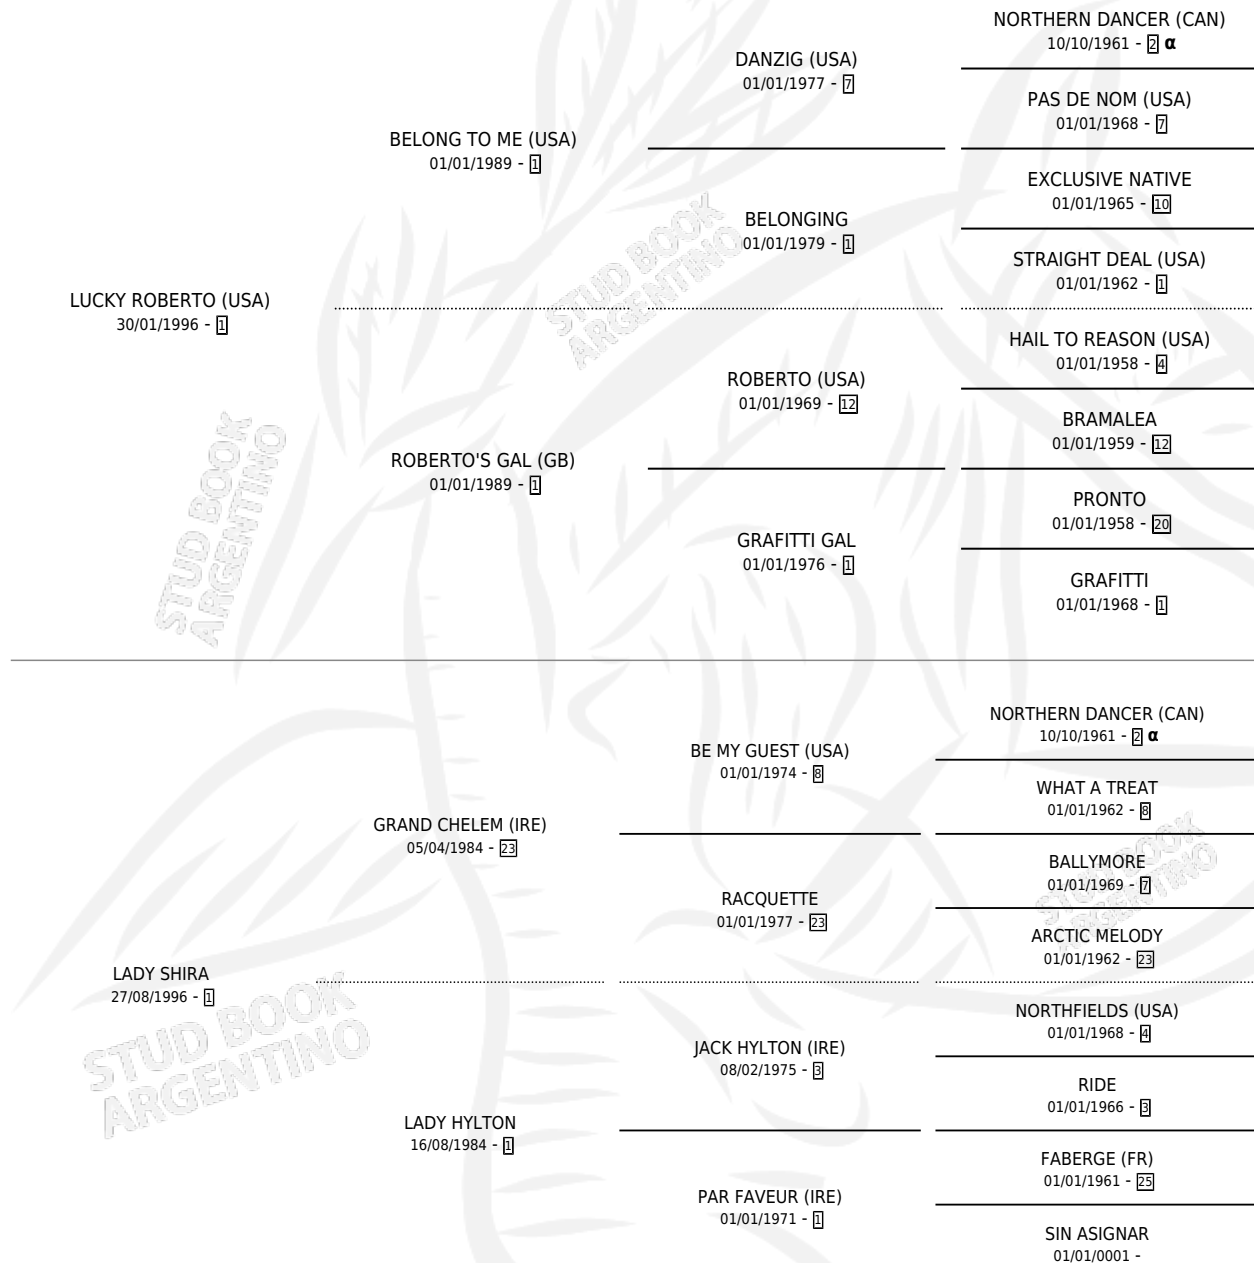 NORTHERN DANCER (CAN)
10/10/1961 - 2 α
DANZIG (USA)
01/01/1977 - 7
PAS DE NOM (USA)
01/01/1968 - 7
BELONG TO ME (USA)
01/01/1989 - 1
EXCLUSIVE NATIVE
01/01/1965 - 10
BELONGING
01/01/1979 - 1
STRAIGHT DEAL (USA)
01/01/1962 - 1
LUCKY ROBERTO (USA)
30/01/1996 - 1
HAIL TO REASON (USA)
01/01/1958 - 4
ROBERTO (USA)
01/01/1969 - 12
BRAMALEA
01/01/1959 - 12
ROBERTO'S GAL (GB)
01/01/1989 - 1
PRONTO
01/01/1958 - 20
GRAFITTI GAL
01/01/1976 - 1
GRAFITTI
01/01/1968 - 1
NORTHERN DANCER (CAN)
10/10/1961 - 2 α
BE MY GUEST (USA)
01/01/1974 - 8
WHAT A TREAT
01/01/1962 - 8
GRAND CHELEM (IRE)
05/04/1984 - 23
BALLYMORE
01/01/1969 - 7
RACQUETTE
01/01/1977 - 23
ARCTIC MELODY
01/01/1962 - 23
LADY SHIRA
27/08/1996 - 1
NORTHFIELDS (USA)
01/01/1968 - 4
JACK HYLTON (IRE)
08/02/1975 - 3
RIDE
01/01/1966 - 3
LADY HYLTON
16/08/1984 - 1
FABERGE (FR)
01/01/1961 - 25
PAR FAVEUR (IRE)
01/01/1971 - 1
SIN ASIGNAR
01/01/0001 -
STUD BOOK
ARGENTINO
STUD BOOK
ARGENTINO
STUD BOOK
ARGENTINO
STUD BOOK
ARGENTINO